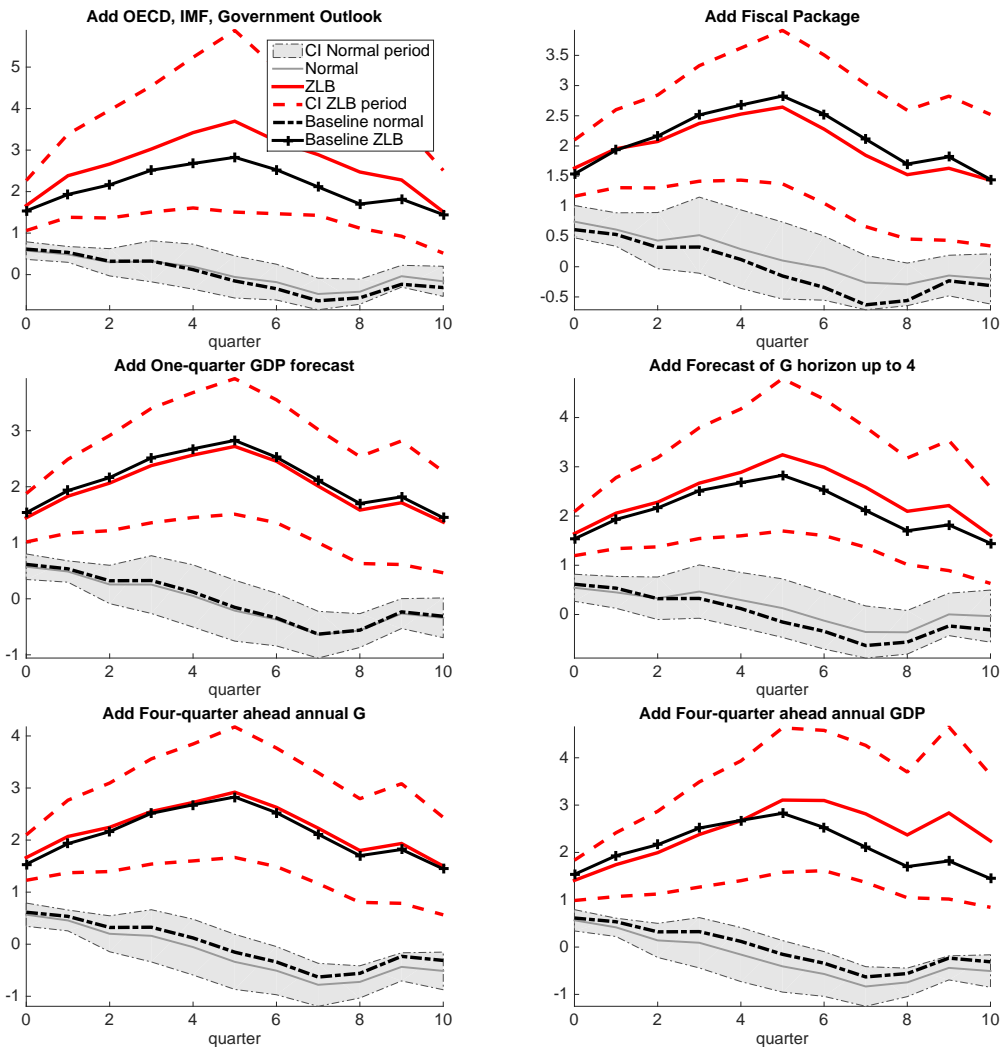 Add OECD, IMF, Government Outlook
5
4
3
2
1
0
0 2 4 6 8 10
quarter
CI Normal period
Normal
ZLB
CI ZLB period
Baseline normal
Baseline ZLB
Add Fiscal Package
3.5
3
2.5
2
1.5
1
0.5
0
-0.5
0 2 4 6 8 10
quarter
Add One-quarter GDP forecast
3
2
1
0
-1
0 2 4 6 8 10
quarter
Add Forecast of G horizon up to 4
4
3
2
1
0
0 2 4 6 8 10
quarter
Add Four-quarter ahead annual G
4
3
2
1
0
-1
0 2 4 6 8 10
quarter
Add Four-quarter ahead annual GDP
4
3
2
1
0
-1
0 2 4 6 8 10
quarter